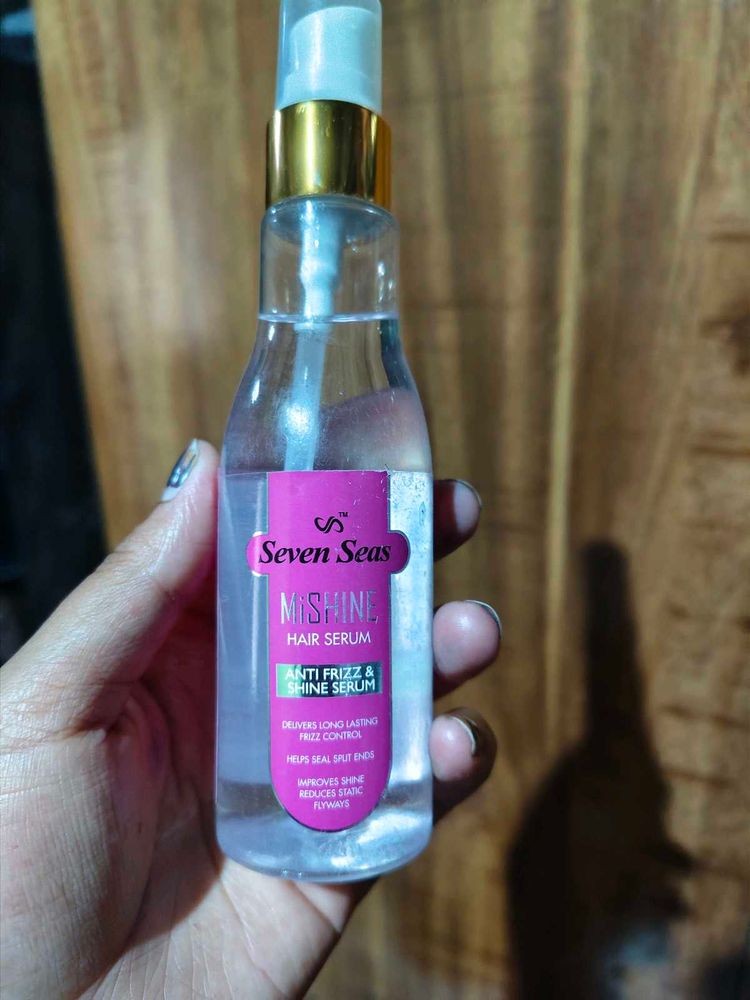 TM
Seven Seas
MiSHINE
HAIR SERUM
ANTI FRIZZ &
SHINE SERUM
DELIVERS LONG LASTING
FRIZZ CONTROL
HELPS SEAL SPLIT ENDS
IMPROVES SHINE
REDUCES STATIC
FLYWAYS